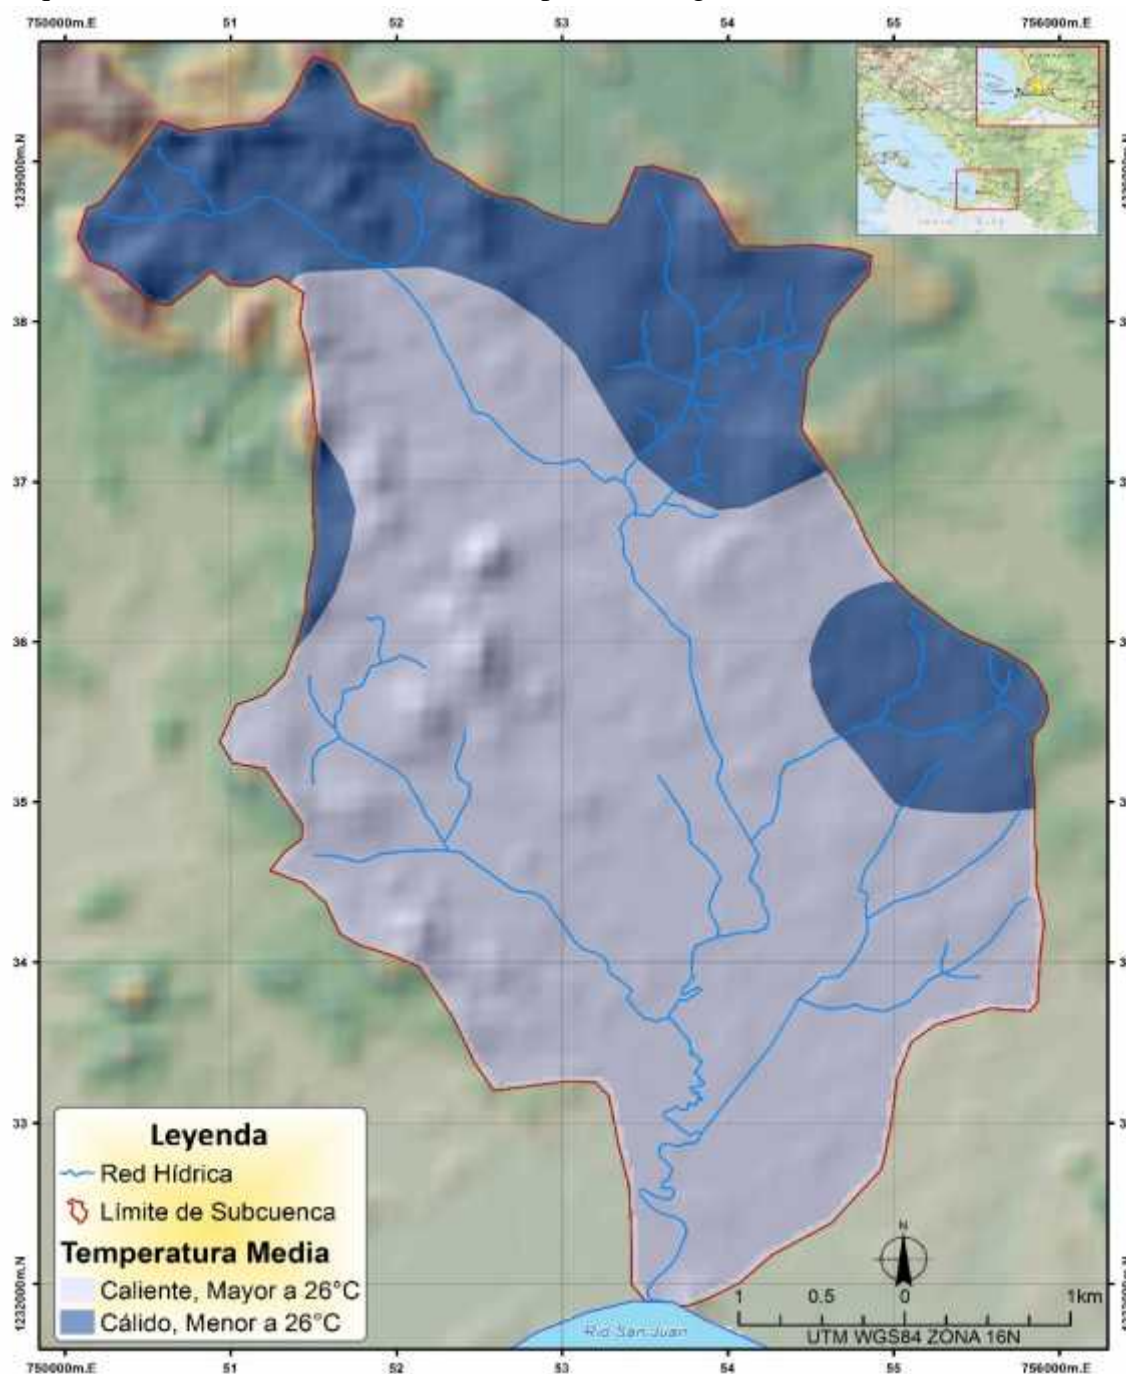 750000m.E 51 52 53 54 55 756000m.E
1239000m.N
38
37
36
35
34
33
1232000m.N
Leyenda
Red Hídrica
Límite de Subcuenca
Temperatura Media
Caliente, Mayor a 26°C
Cálido, Menor a 26°C
Río San Juan
N
1 0.5 0 1km
UTM WGS84 ZONA 16N
750000m.E 51 52 53 54 55 756000m.E